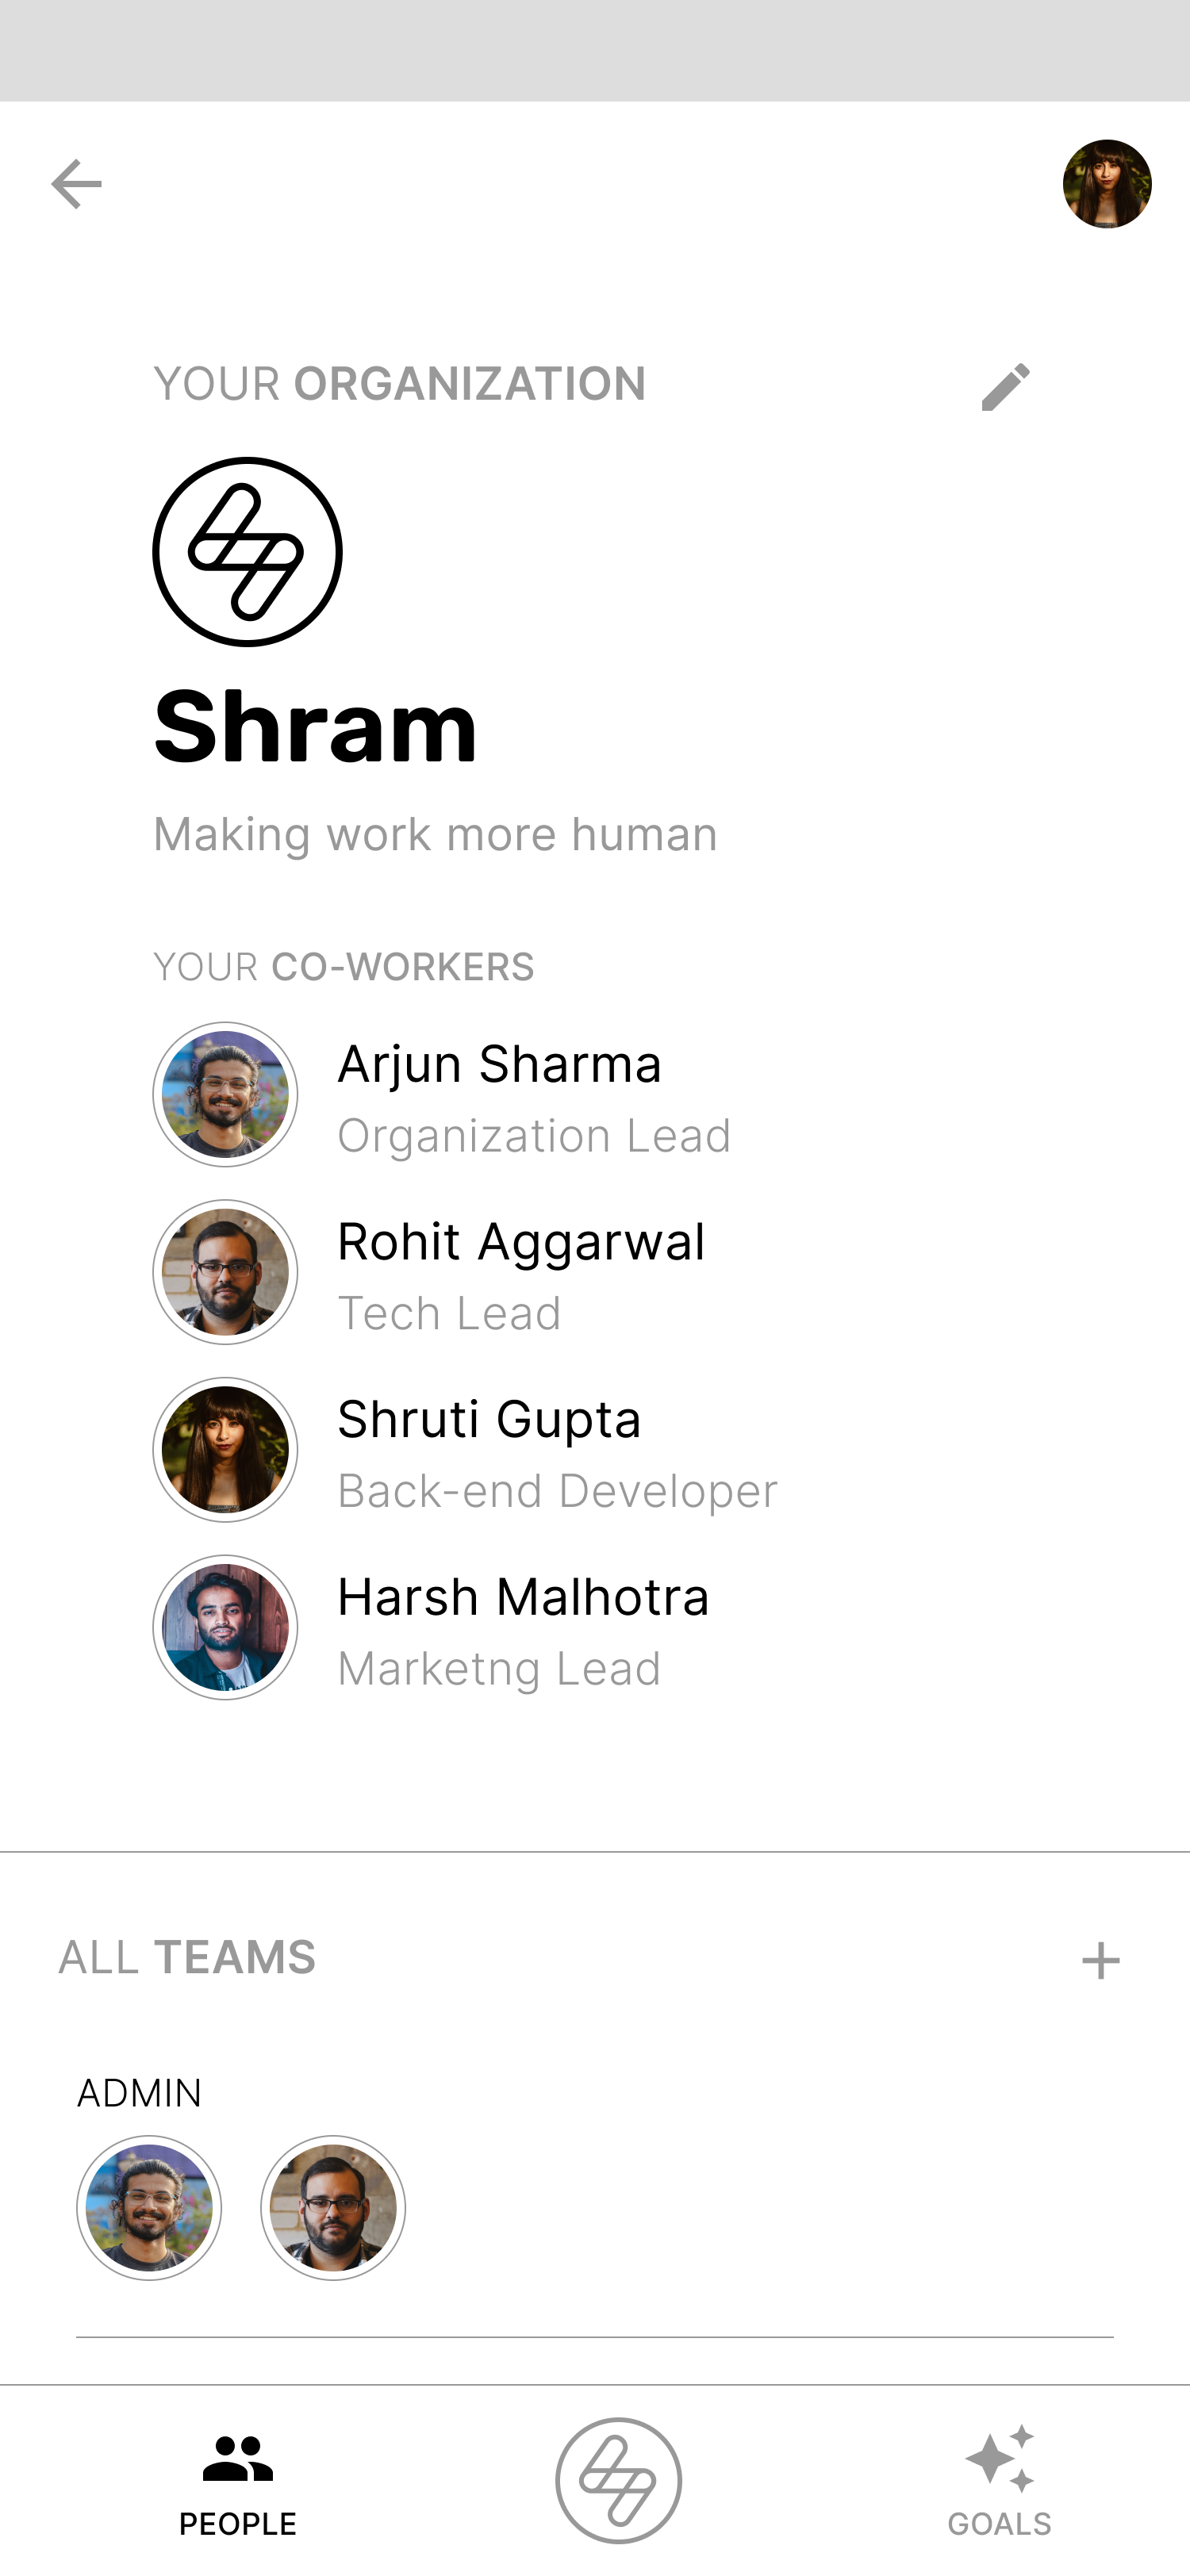 YOUR ORGANIZATION
Shram
Making work more human
YOUR CO-WORKERS
Arjun Sharma
Organization Lead
Rohit Aggarwal
Tech Lead
Shruti Gupta
Back-end Developer
Harsh Malhotra
Marketng Lead
ALL TEAMS
ADMIN
PEOPLE
GOALS